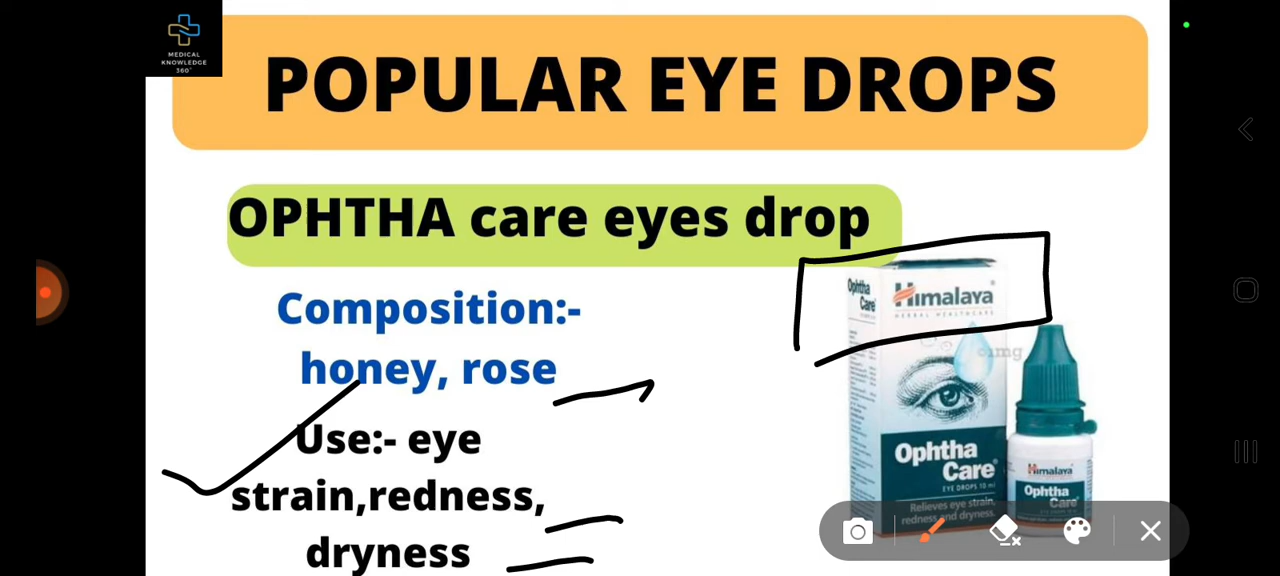 MEDICAL
KNOWLEDGE
360°
POPULAR EYE DROPS
OPHTHA care eyes drop
Composition:-
honey, rose
Use:- eye
strain,redness,
dryness
Ophtha
Care
Himalaya
HERBAL HEALTHCARE
1mg
Ophtha
Care
EYE DROPS 10 ml
Relieves eye strain,
redness and dryness.
Himalaya
Ophtha
Care